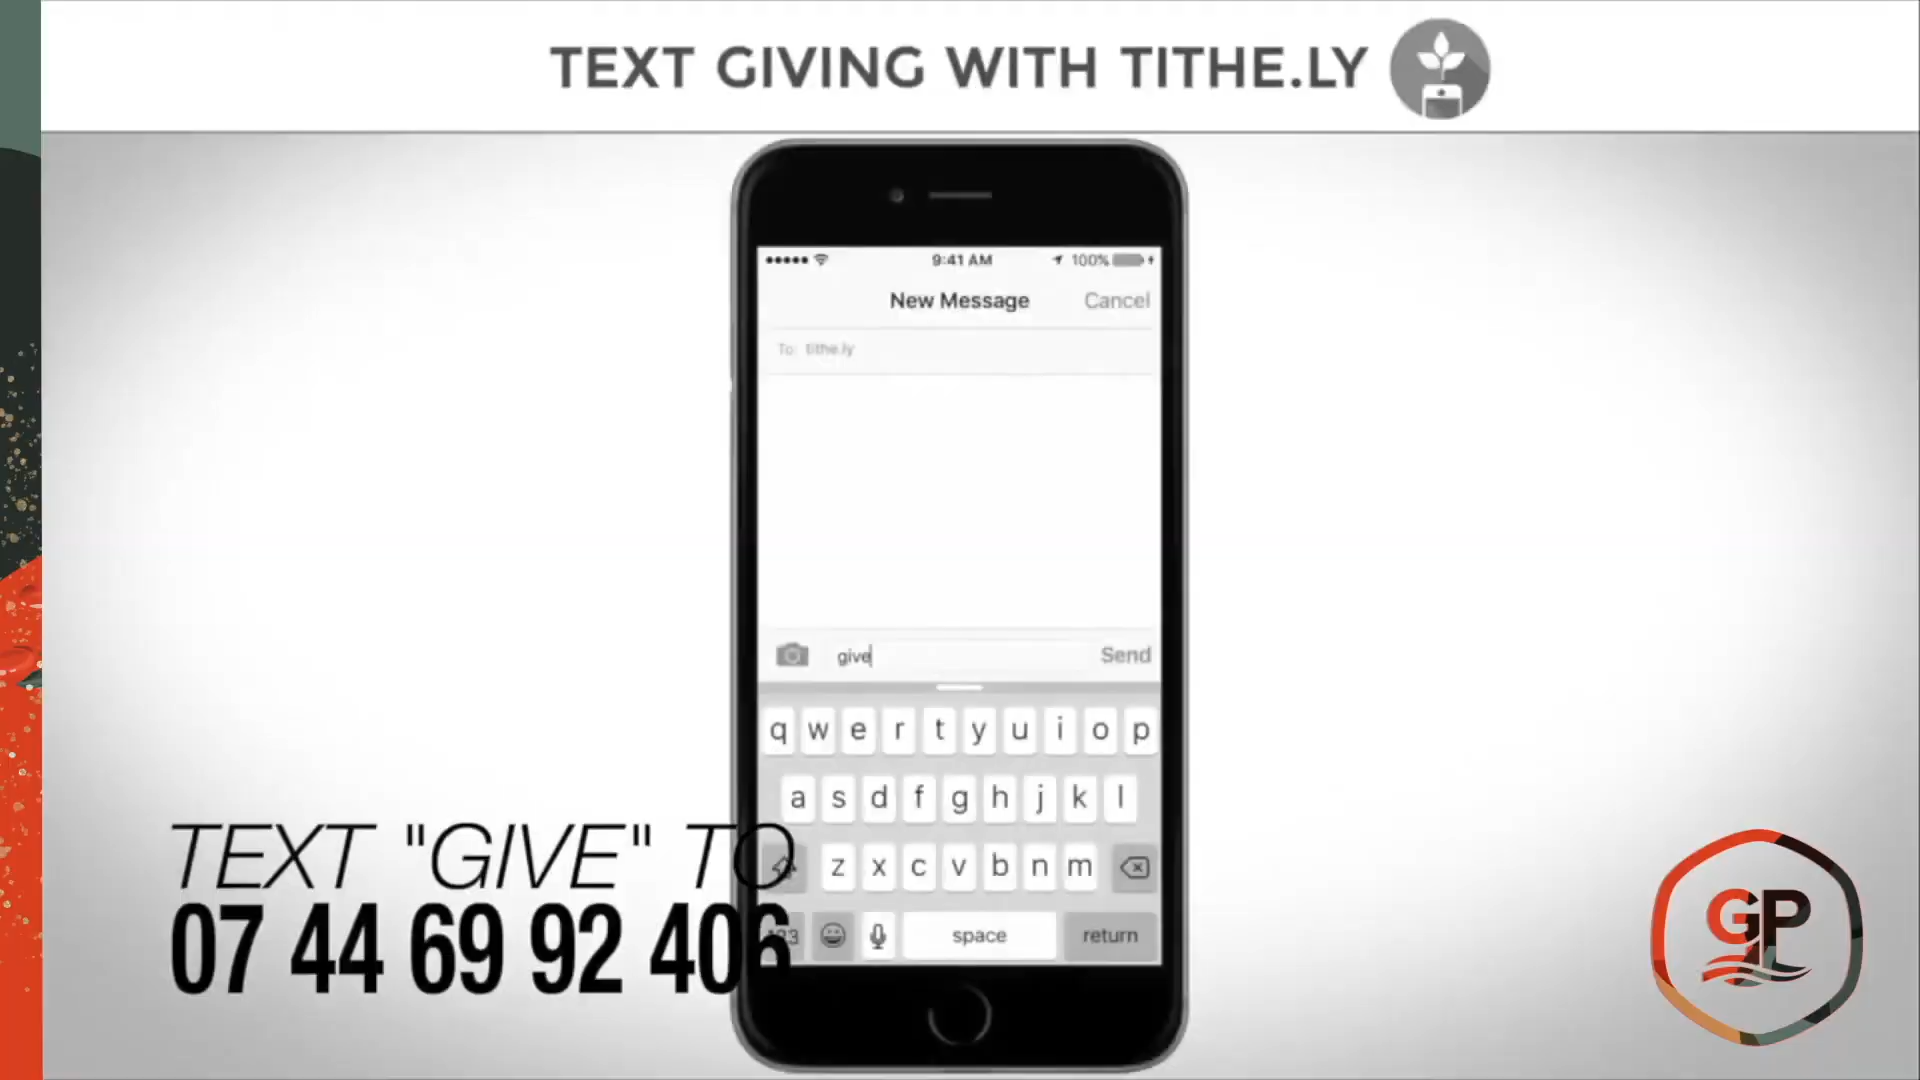 TEXT GIVING WITH TITHE.LY
9:41 AM 100%
New Message Cancel
To: tithe.ly
give Send
q w e r t y u i o p
a s d f g h j k l
TEXT "GIVE" TO
z x c v b n m
07 44 69 92 406
123 space return
GP